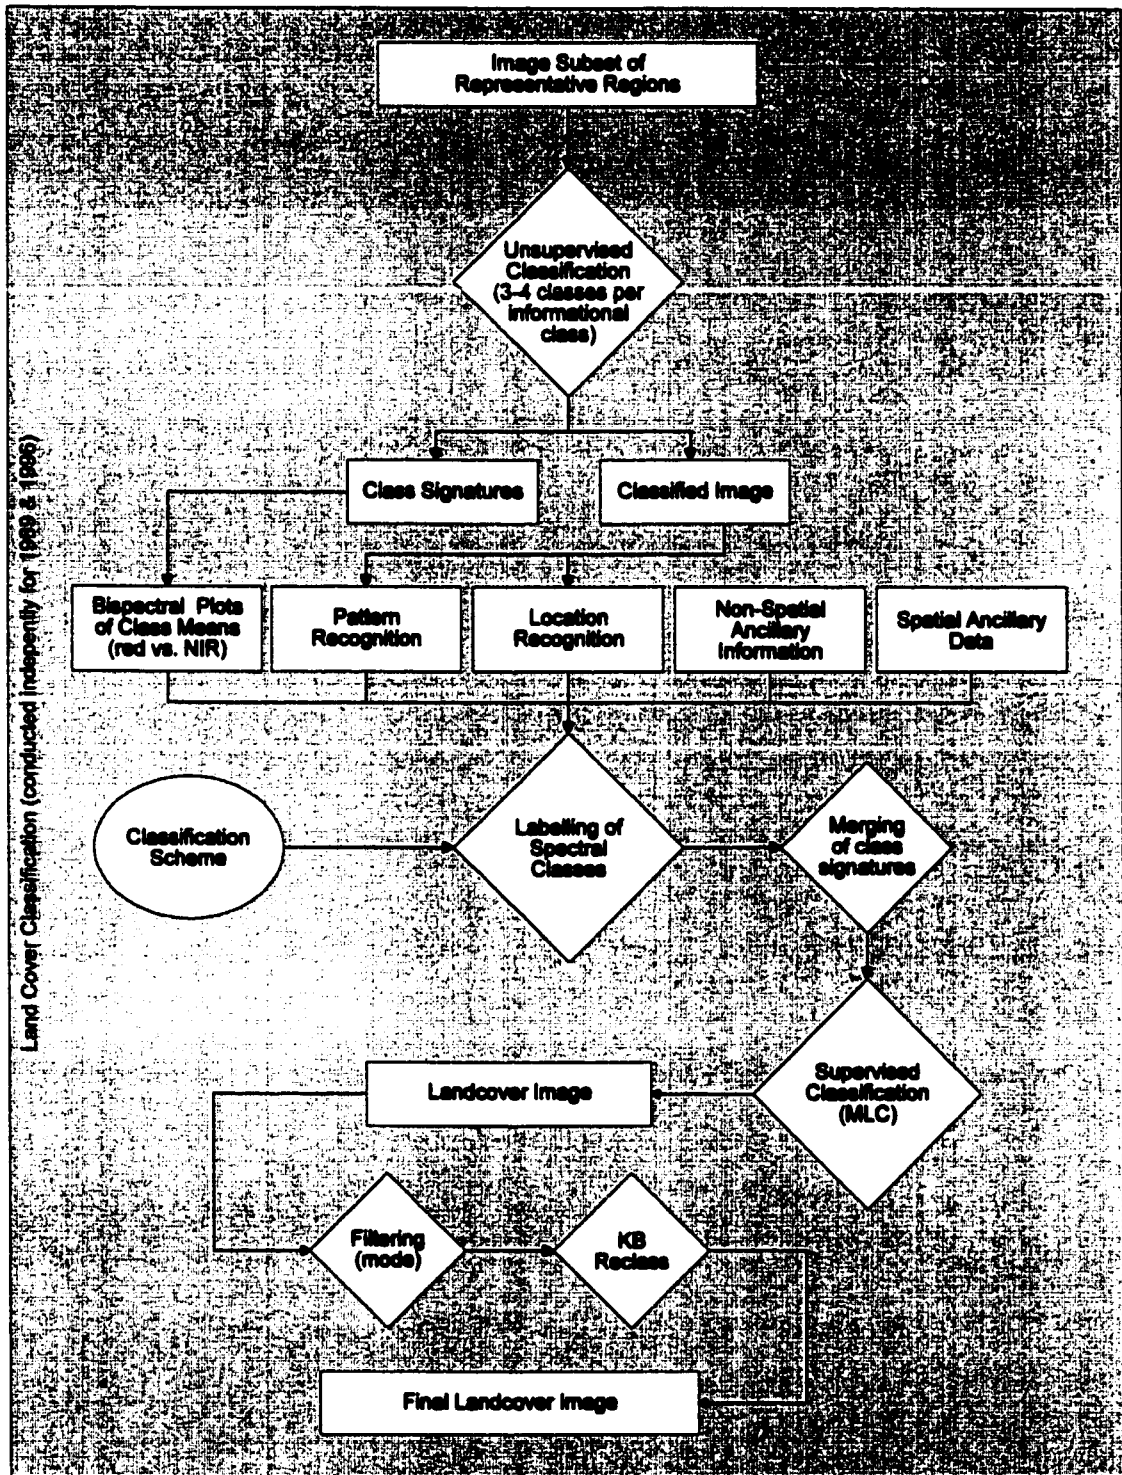 Image Subset of
Representative Regions
Unsupervised
Classification
(3-4 classes per
informational
class)
Class Signatures
Classified Image
Bispectral Plots
of Class Means
(red vs. NIR)
Pattern
Recognition
Location
Recognition
Non-Spatial
Ancillary
Information
Spatial Ancillary
Data
Classification
Scheme
Labelling of
Spectral
Classes
Merging
of class
signatures
Supervised
Classification
(MLC)
Landcover Image
Filtering
(mode)
KB
Reclass
Final Landcover Image
Land Cover Classification (conducted indepently for 1989 & 1996)